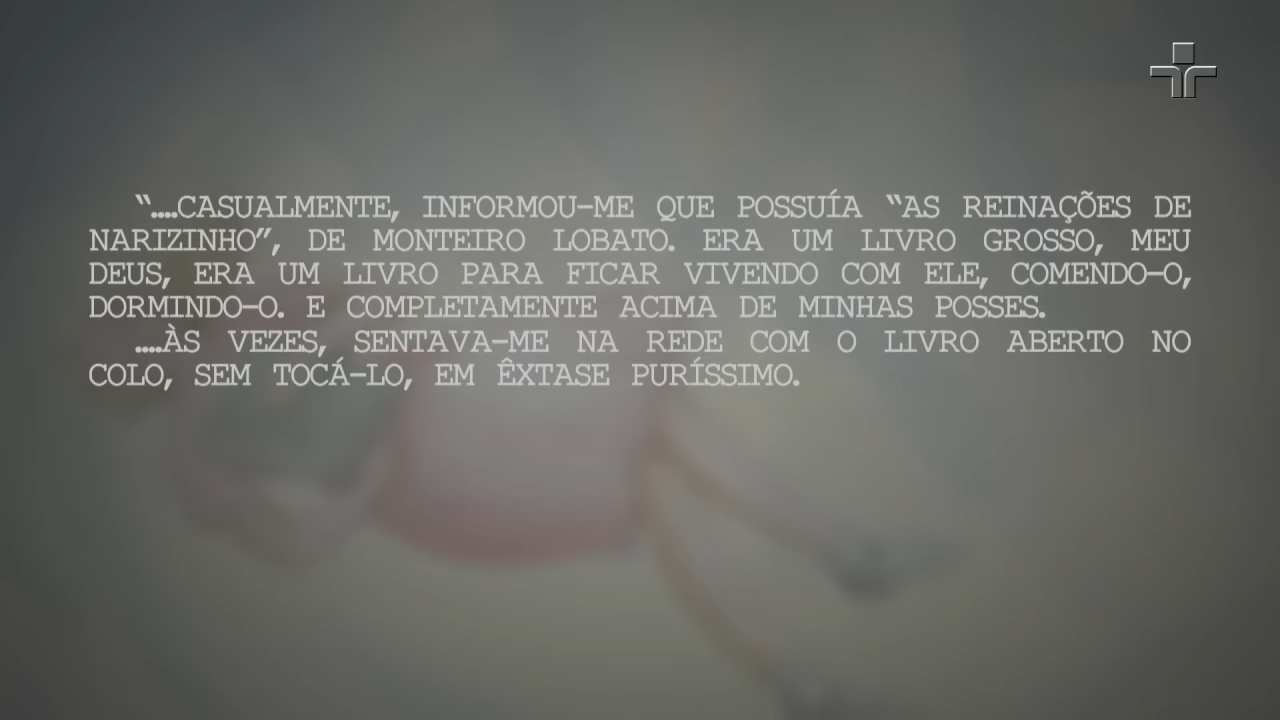 “....CASUALMENTE, INFORMOU-ME QUE POSSUÍA “AS REINAÇÕES DE
NARIZINHO”, DE MONTEIRO LOBATO. ERA UM LIVRO GROSSO, MEU
DEUS, ERA UM LIVRO PARA FICAR VIVENDO COM ELE, COMENDO-O,
DORMINDO-O. E COMPLETAMENTE ACIMA DE MINHAS POSSES.
....ÀS VEZES, SENTAVA-ME NA REDE COM O LIVRO ABERTO NO
COLO, SEM TOCÁ-LO, EM ÊXTASE PURÍSSIMO.